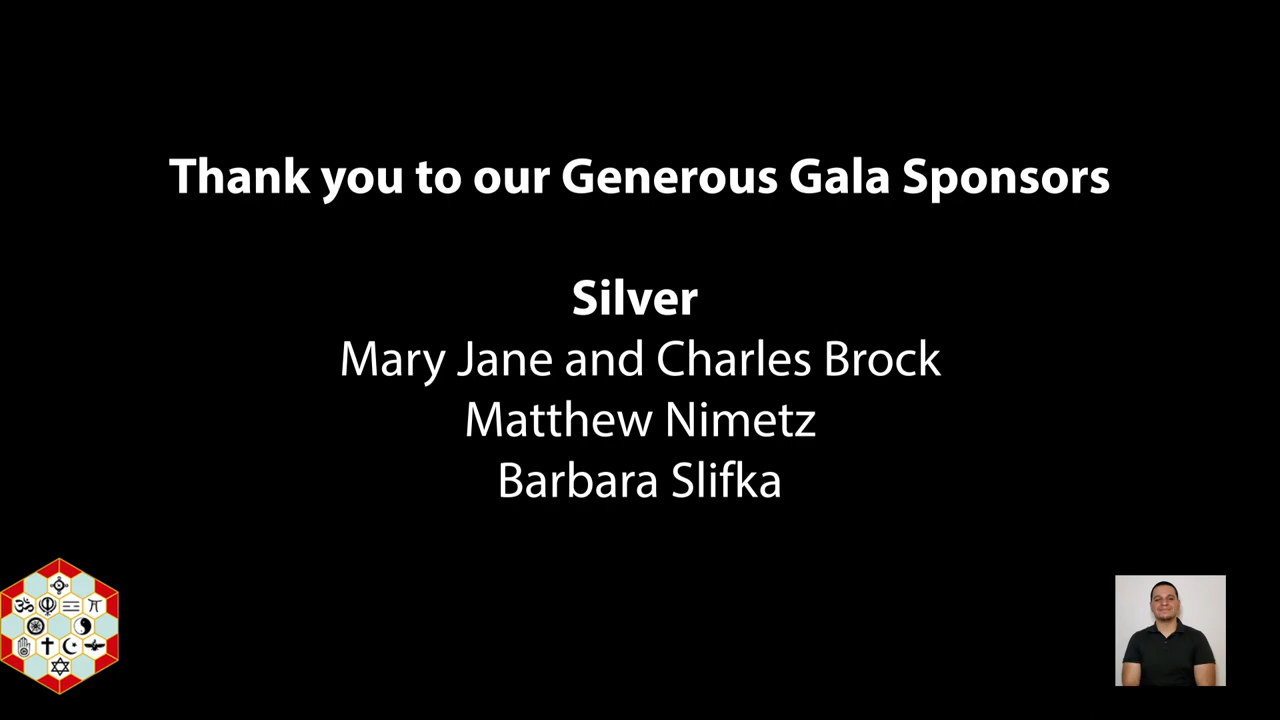 Thank you to our Generous Gala Sponsors
Silver
Mary Jane and Charles Brock
Matthew Nimetz
Barbara Slifka